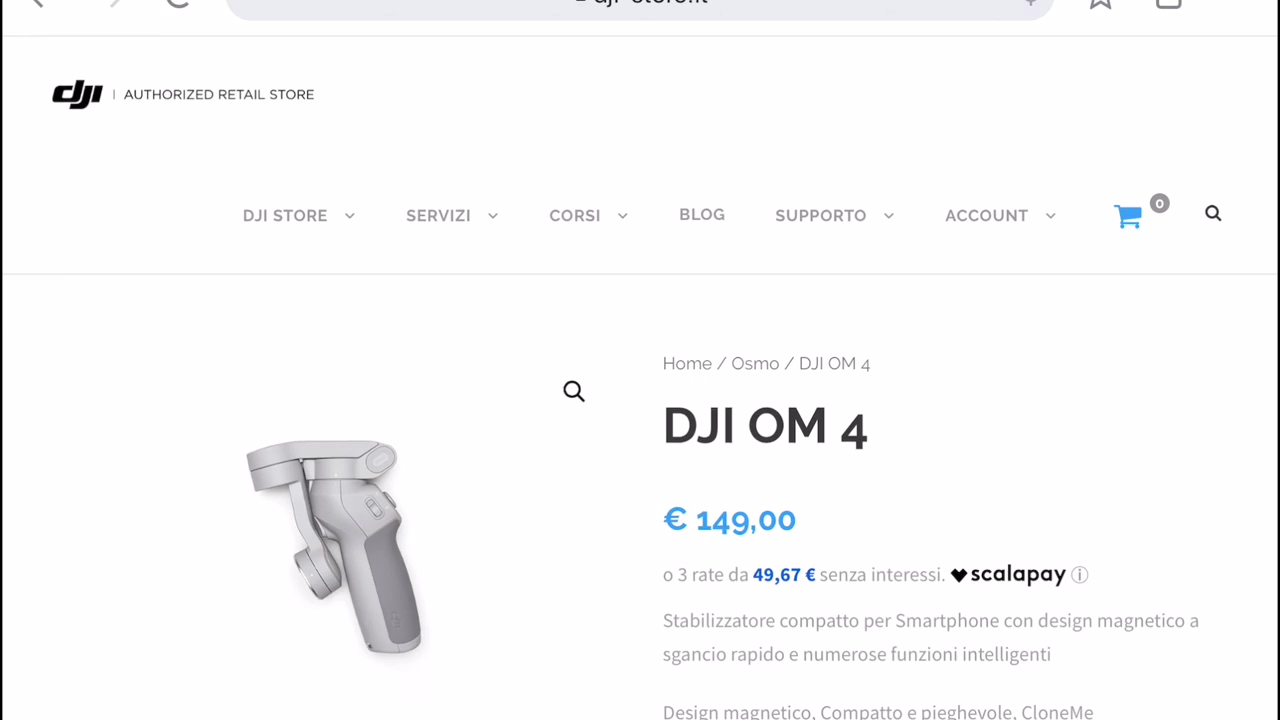 dji | AUTHORIZED RETAIL STORE
DJI STORE SERVIZI CORSI BLOG SUPPORTO ACCOUNT 0
Home / Osmo / DJI OM 4
DJI OM 4
€ 149,00
o 3 rate da 49,67 € senza interessi. scalapay ⓘ
Stabilizzatore compatto per Smartphone con design magnetico a
sgancio rapido e numerose funzioni intelligenti
Design magnetico, Compatto e pieghevole, CloneMe